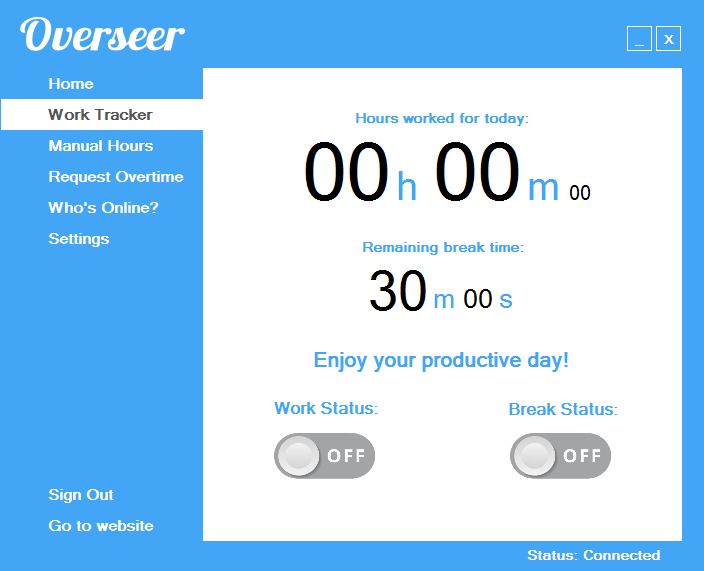 Overseer
_ X
Home
Work Tracker
Manual Hours
Request Overtime
Who's Online?
Settings
Sign Out
Go to website
Hours worked for today:
00 h 00 m 00
Remaining break time:
30 m 00 s
Enjoy your productive day!
Work Status: Break Status:
OFF OFF
Status: Connected